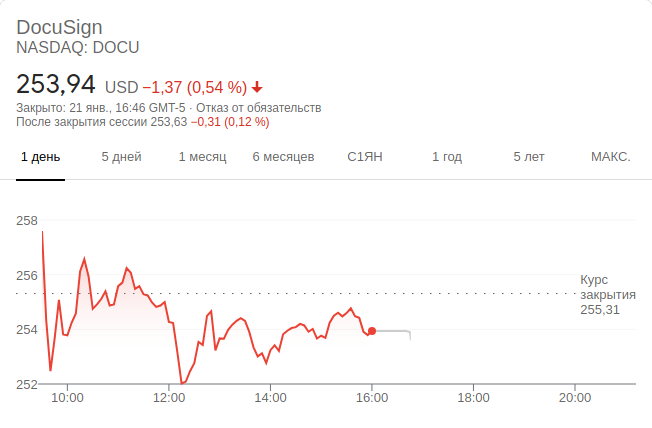 DocuSign
NASDAQ: DOCU
253,94 USD −1,37 (0,54 %)
Закрыто: 21 янв., 16:46 GMT-5 · Отказ от обязательств
После закрытия сессии 253,63 −0,31 (0,12 %)
1 день 5 дней 1 месяц 6 месяцев С1ЯН 1 год 5 лет МАКС.
258
256
Курс
закрытия
255,31
254
252
10:00 12:00 14:00 16:00 18:00 20:00